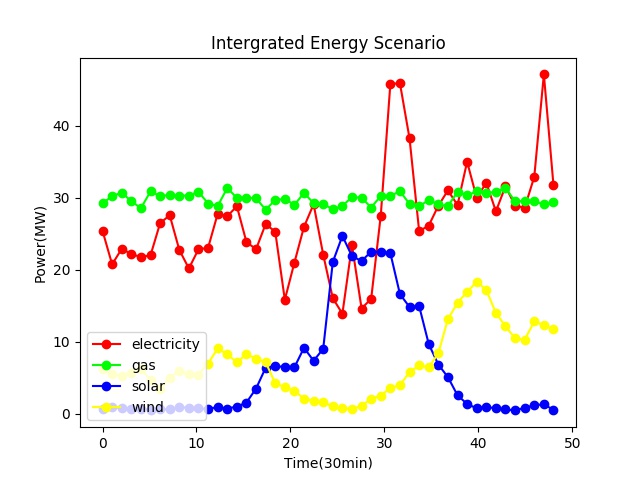 Intergrated Energy Scenario
Power(MW)
40
30
20
10
0
electricity
gas
solar
wind
0 10 20 30 40 50
Time(30min)